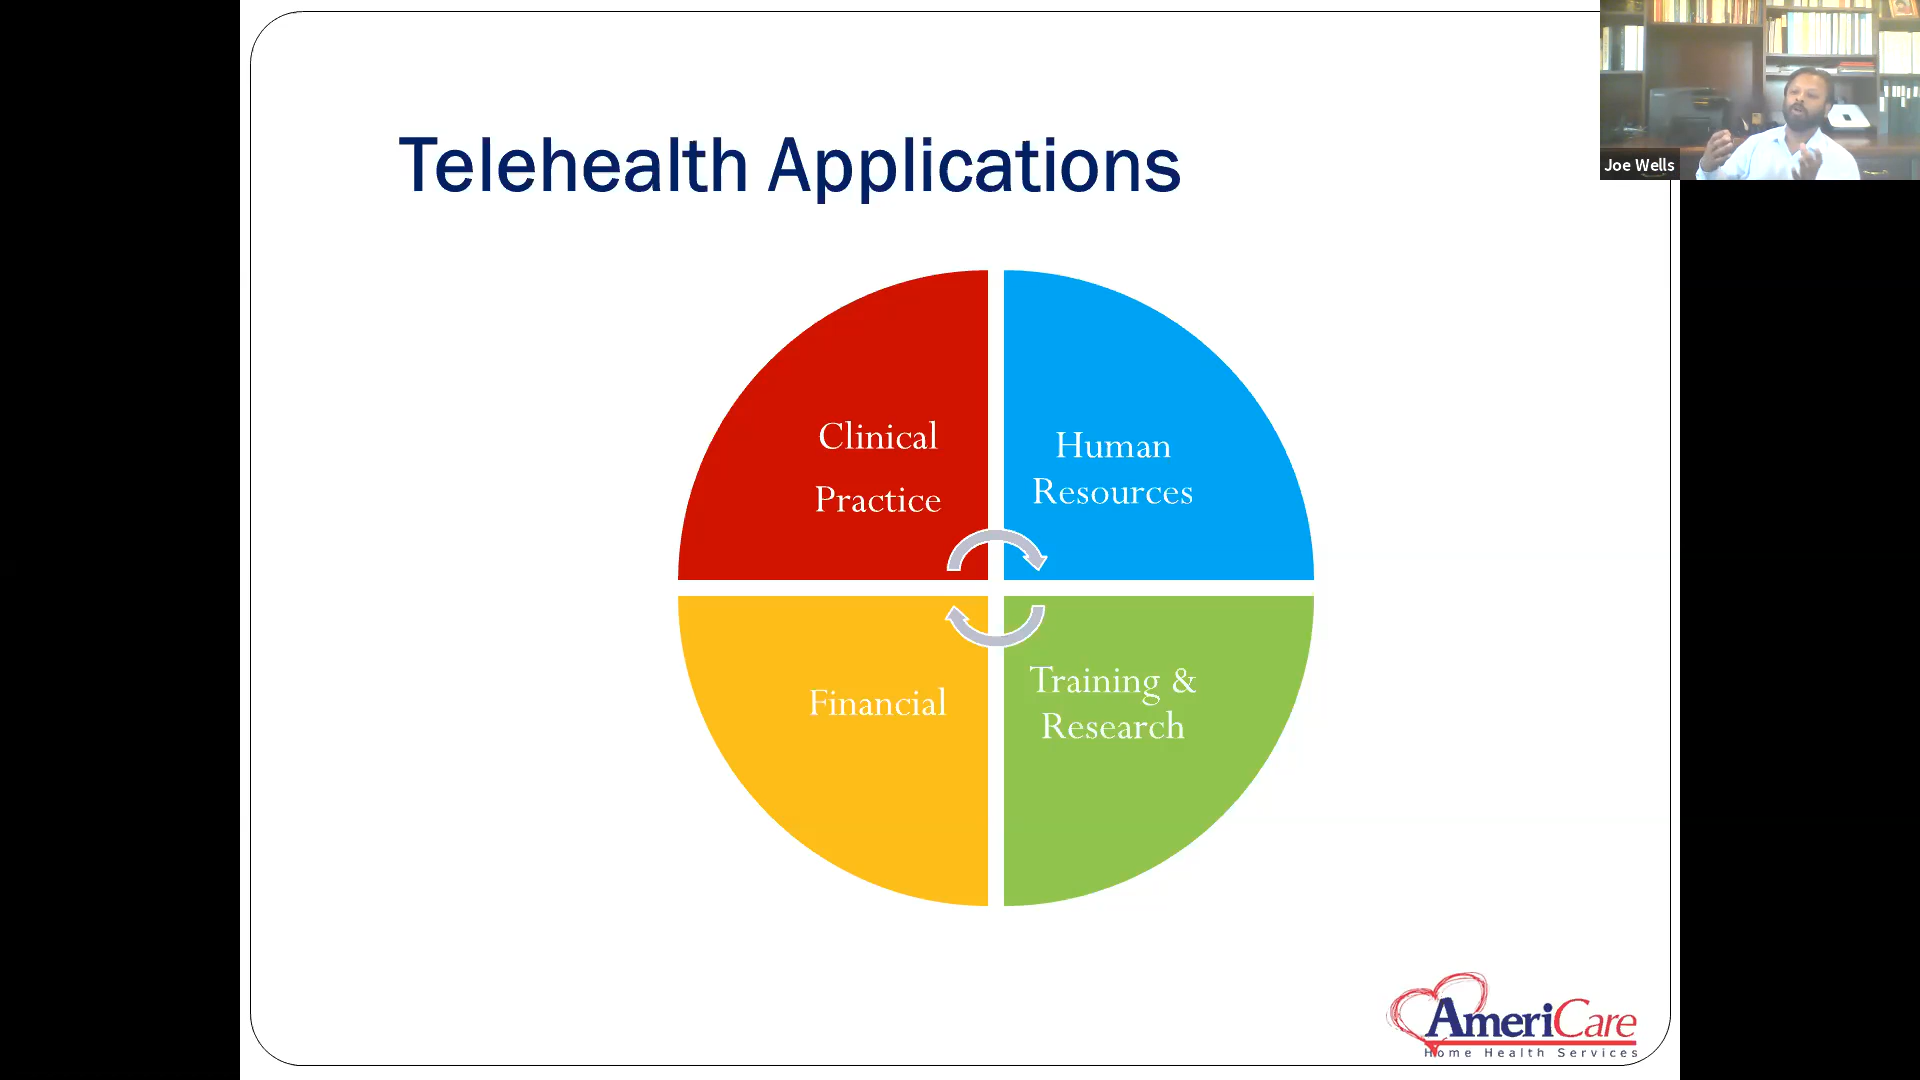 Telehealth Applications
Joe Wells
Clinical
Practice
Human
Resources
Financial
Training &
Research
AmeriCare
Home Health Services